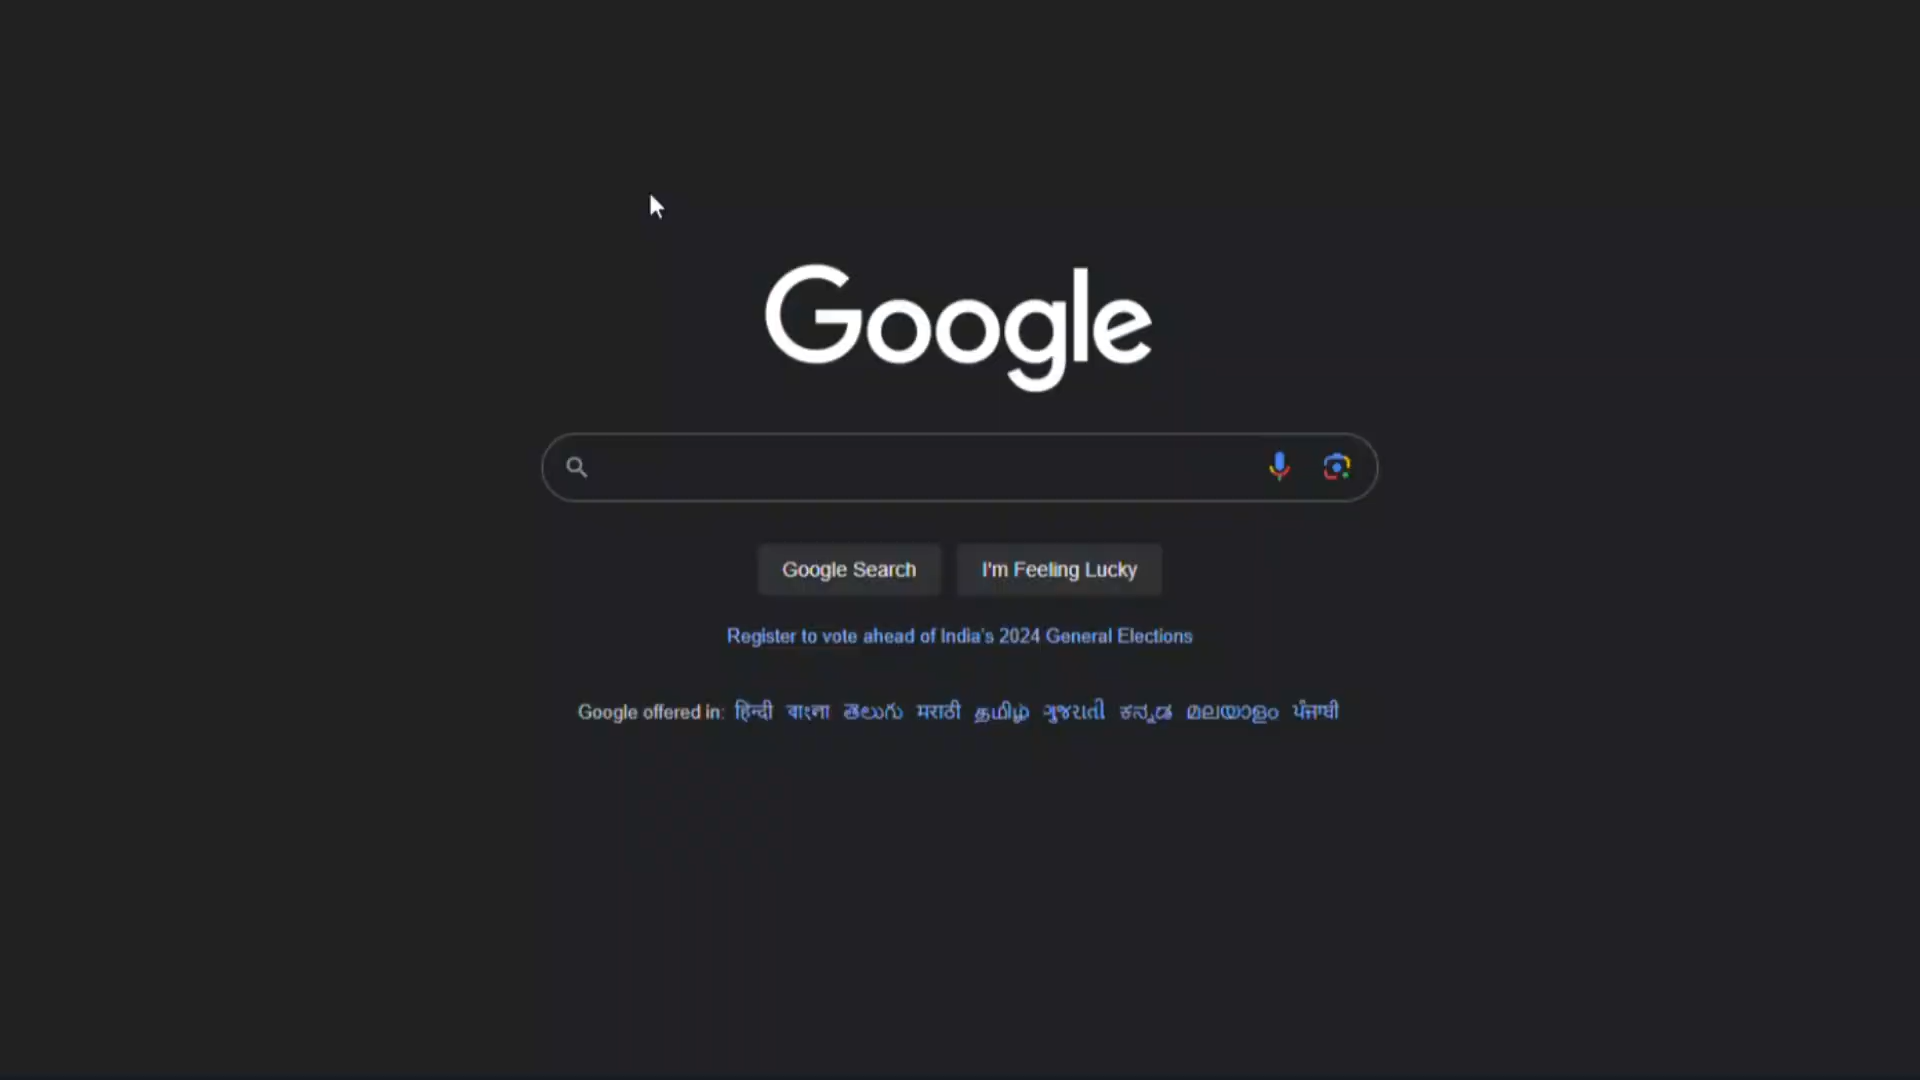 Google
Google Search I'm Feeling Lucky
Register to vote ahead of India's 2024 General Elections
Google offered in: हिन्दी বাংলা తెలుగు मराठी தமிழ் ગુજરાતી ಕನ್ನಡ മലയാളം ਪੰਜਾਬੀ